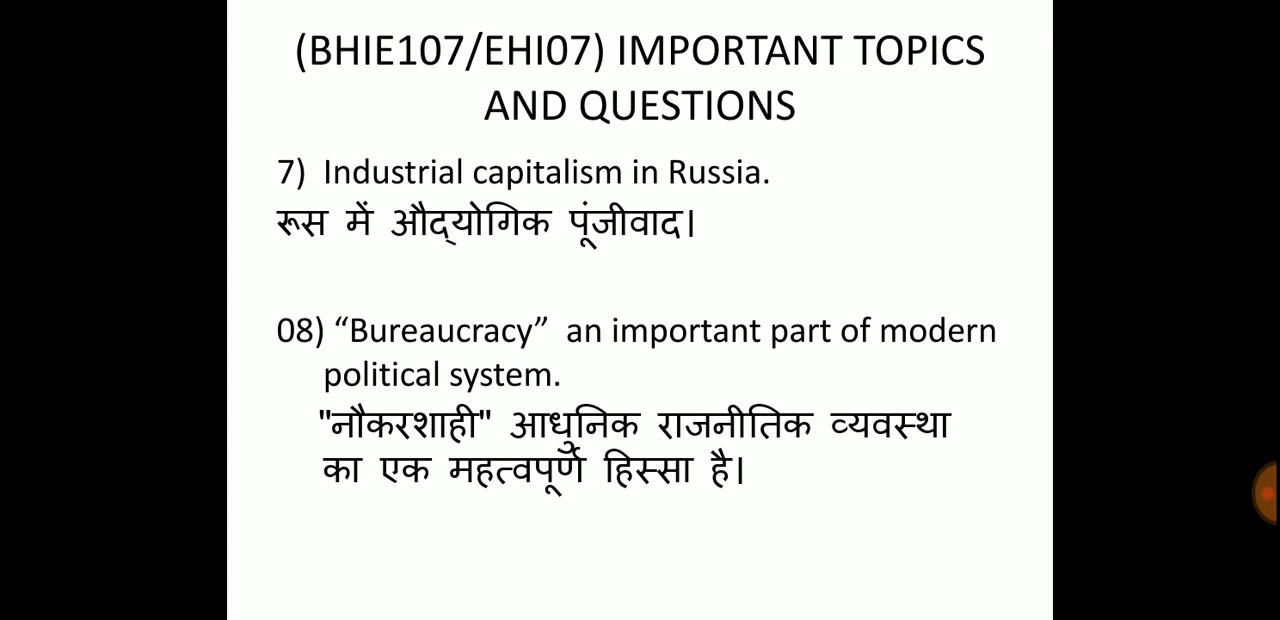 (BHIE107/EHI07) IMPORTANT TOPICS
AND QUESTIONS
7) Industrial capitalism in Russia.
रूस में औद्योगिक पूंजीवाद।
08) “Bureaucracy” an important part of modern
political system.
"नौकरशाही" आधुनिक राजनीतिक व्यवस्था
का एक महत्वपूर्ण हिस्सा है।